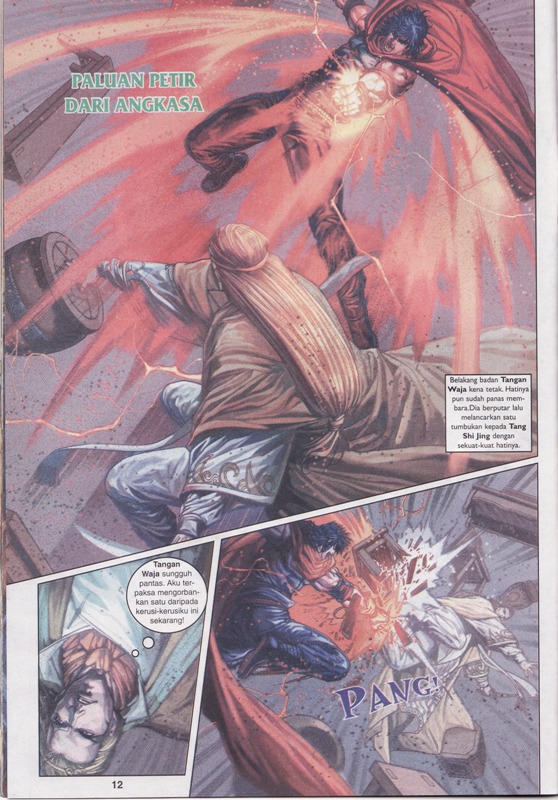 PALUAN PETIR
DARI ANGKASA
Belakang badan Tangan
Waja kena tetak. Hatinya
pun sudah panas mem-
bara.Dia berputar lalu
melancarkan satu
tumbukan kepada Tang
Shi Jing dengan
sekuat-kuat hatinya.
Tangan
Waja sungguh
pantas. Aku ter-
paksa mengorban-
kan satu daripada
kerusi-kerusiku ini
sekarang!
PANG!
12